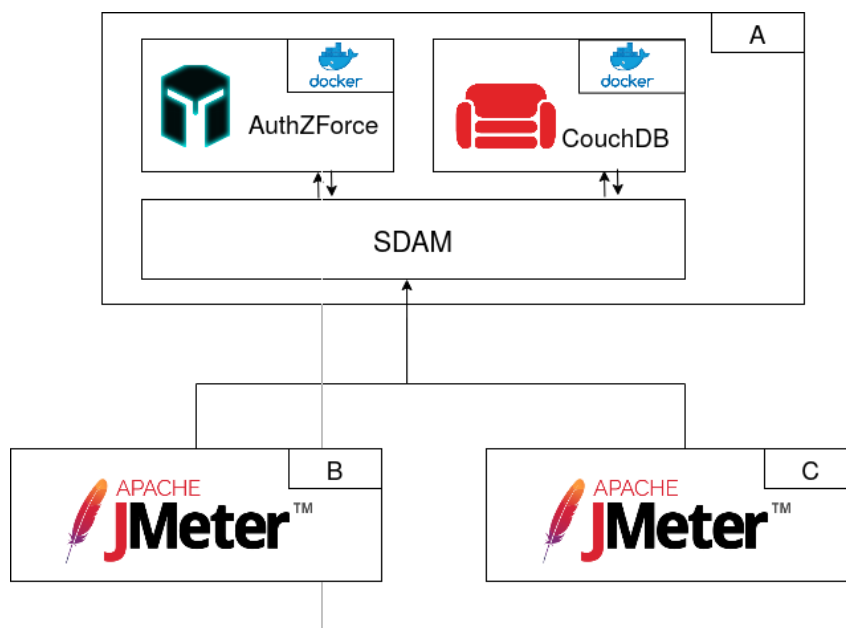 A
docker
AuthZForce
docker
CouchDB
SDAM
B
APACHE
JMeter™
C
APACHE
JMeter™